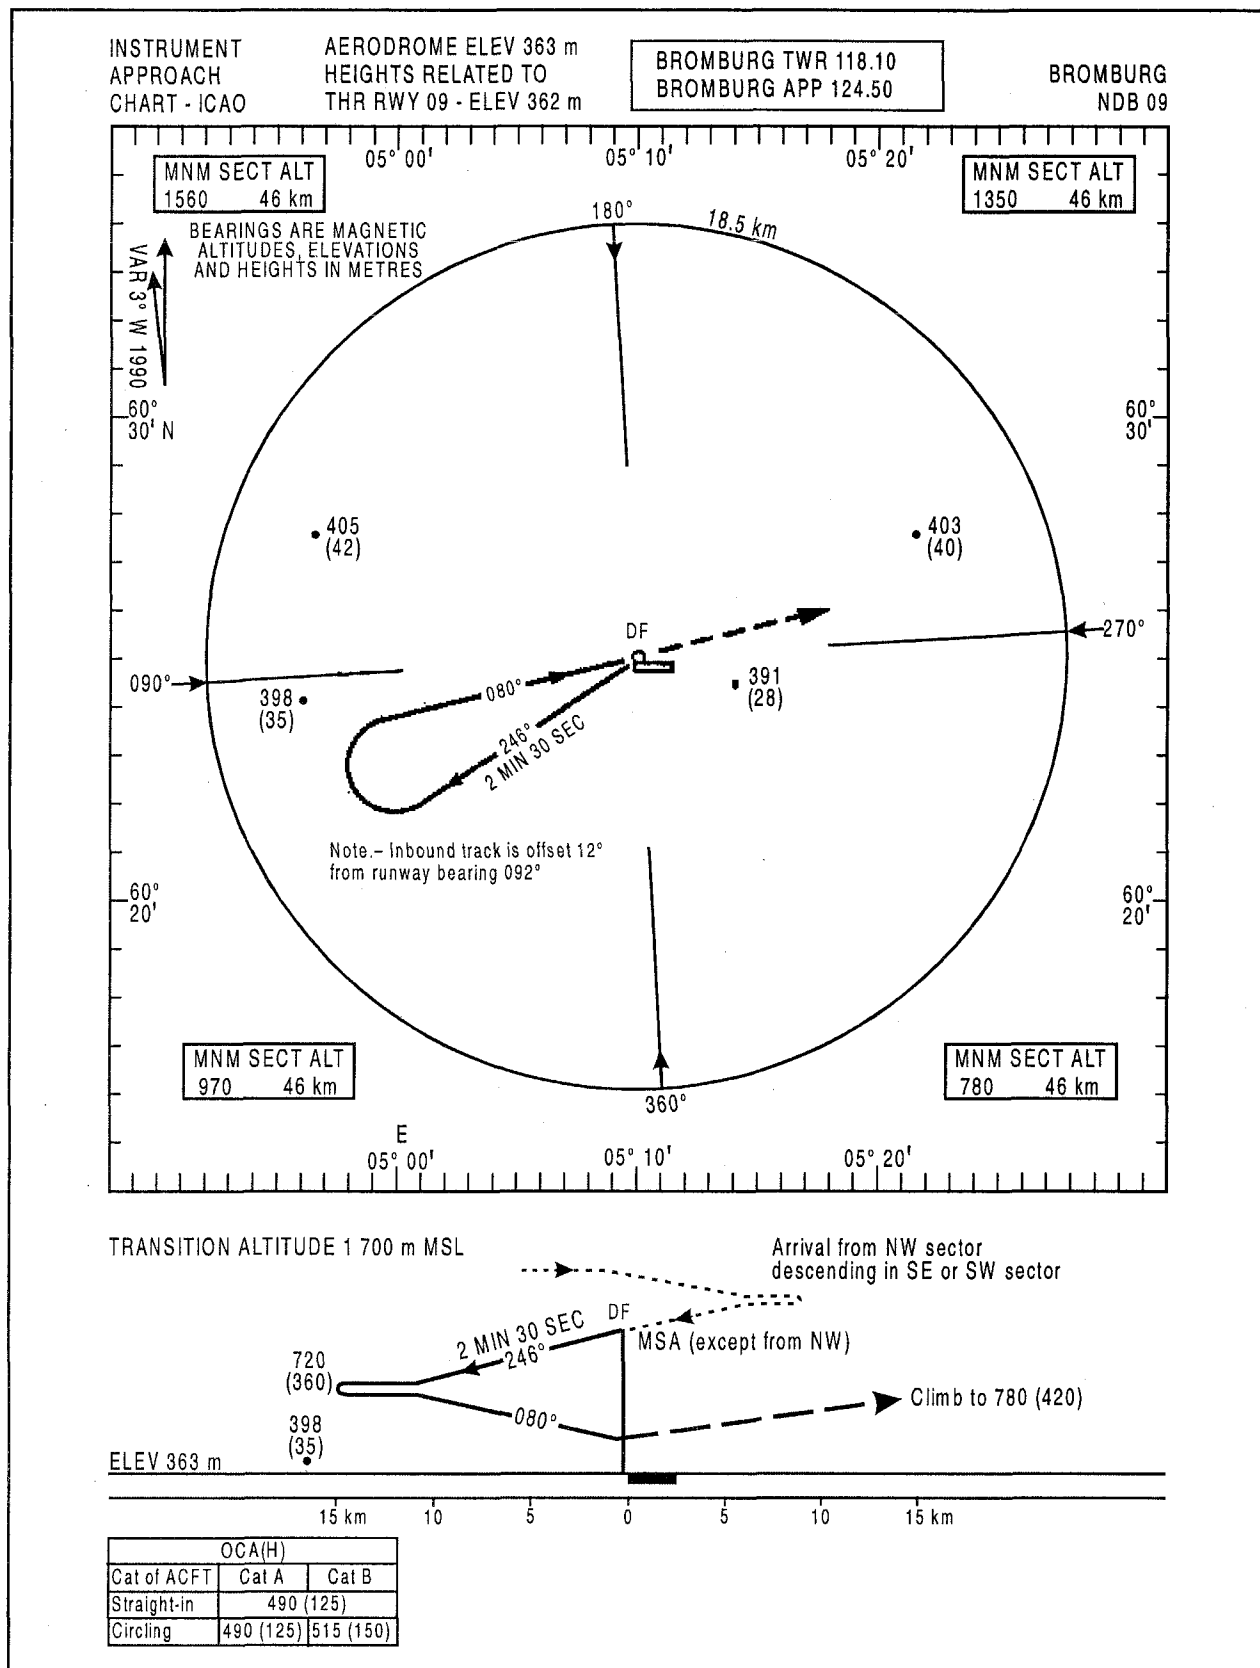 INSTRUMENT
APPROACH
CHART - ICAO
AERODROME ELEV 363 m
HEIGHTS RELATED TO
THR RWY 09 - ELEV 362 m
BROMBURG TWR 118.10
BROMBURG APP 124.50
BROMBURG
NDB 09
05° 00'
05° 10'
05° 20'
MNM SECT ALT
1560 46 km
MNM SECT ALT
1350 46 km
180°
18.5 km
BEARINGS ARE MAGNETIC
ALTITUDES, ELEVATIONS
AND HEIGHTS IN METRES
VAR 3° W 1990
60°
30' N
60°
30'
405
(42)
403
(40)
DF
270°
090°
398
(35)
080°
391
(28)
246°
2 MIN 30 SEC
Note.– Inbound track is offset 12°
from runway bearing 092°
60°
20'
60°
20'
MNM SECT ALT
970 46 km
MNM SECT ALT
780 46 km
360°
E
05° 00'
05° 10'
05° 20'
TRANSITION ALTITUDE 1 700 m MSL
Arrival from NW sector
descending in SE or SW sector
DF
2 MIN 30 SEC
246°
MSA (except from NW)
720
(360)
080°
Climb to 780 (420)
398
(35)
ELEV 363 m
15 km 10 5 0 5 10 15 km
OCA(H)
Cat of ACFT Cat A Cat B
Straight-in 490 (125)
Circling 490 (125) 515 (150)